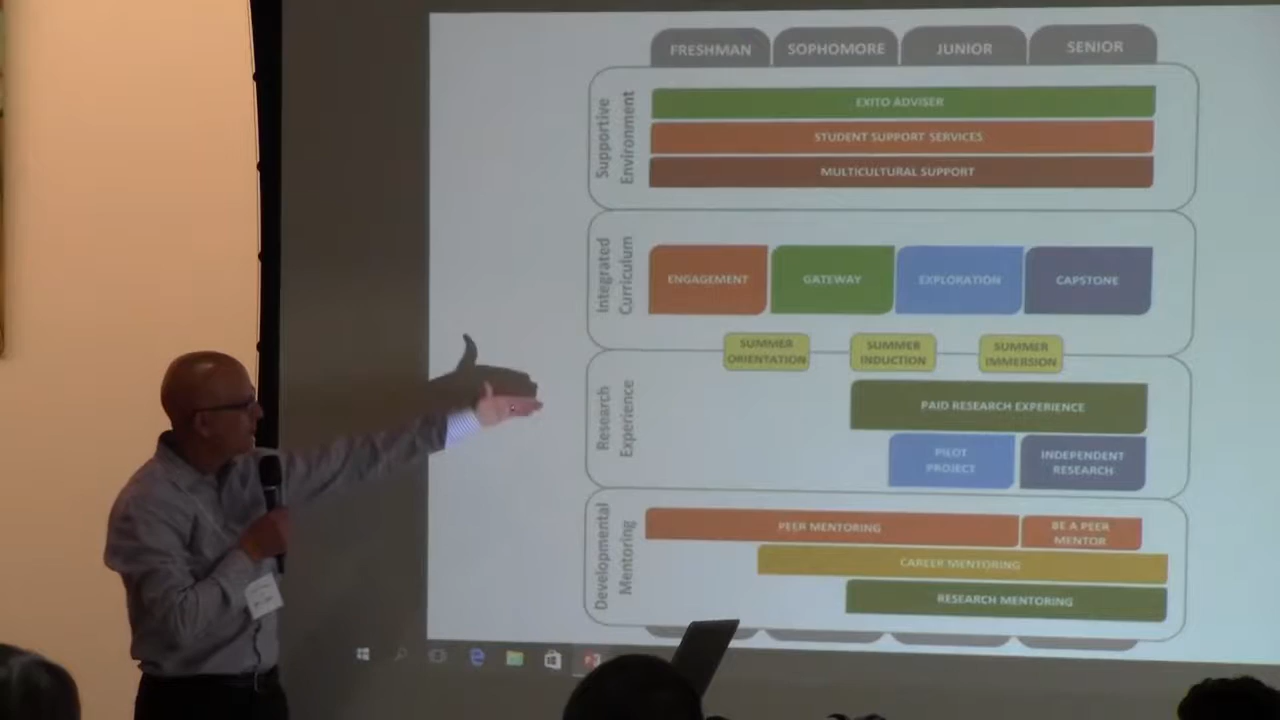 FRESHMAN
SOPHOMORE
JUNIOR
SENIOR
Supportive
Environment
EXITO ADVISER
STUDENT SUPPORT SERVICES
MULTICULTURAL SUPPORT
Integrated
Curriculum
ENGAGEMENT
GATEWAY
EXPLORATION
CAPSTONE
SUMMER
ORIENTATION
SUMMER
INDUCTION
SUMMER
IMMERSION
Research
Experience
PAID RESEARCH EXPERIENCE
PILOT
PROJECT
INDEPENDENT
RESEARCH
Developmental
Mentoring
PEER MENTORING
BE A PEER
MENTOR
CAREER MENTORING
RESEARCH MENTORING